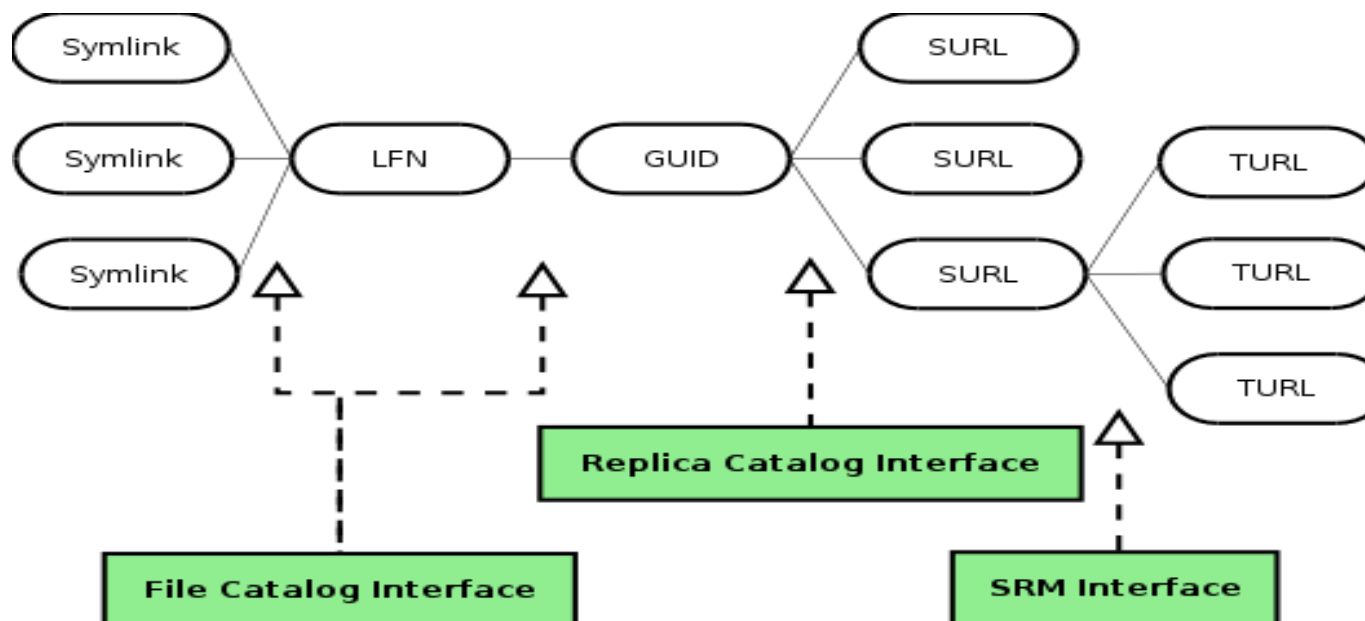 Symlink
SURL
Symlink
LFN
GUID
SURL
TURL
Symlink
SURL
TURL
TURL
Replica Catalog Interface
File Catalog Interface
SRM Interface